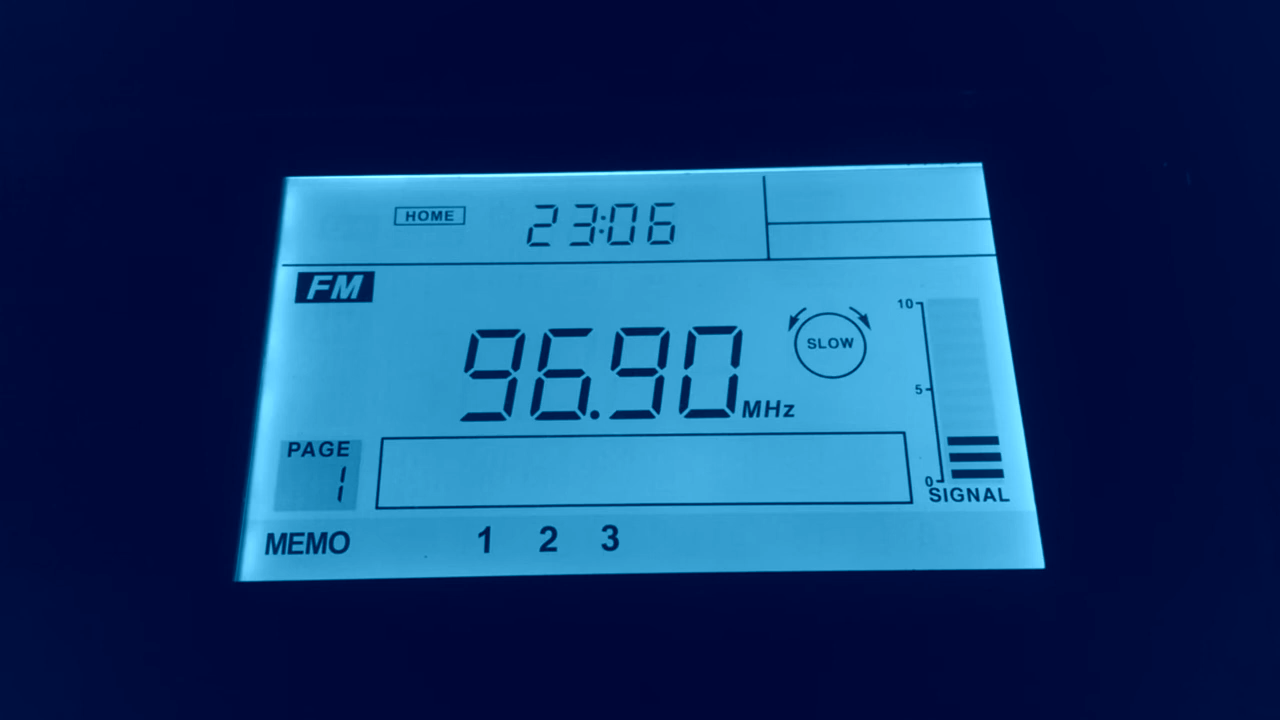 HOME 23:06
FM
96.90 MHz
SLOW
10
5
0
SIGNAL
PAGE
1
MEMO 1 2 3